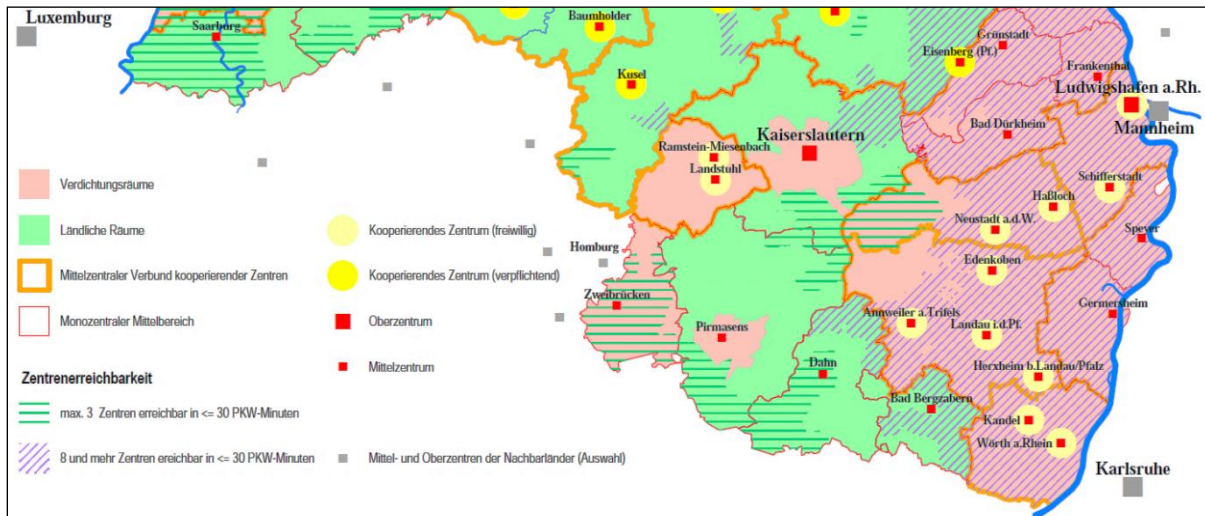 Luxemburg
Saarburg
Baumholder
Kusel
Grünstadt
Eisenberg (Pf.)
Frankenthal
Ludwigshafen a.Rh.
Mannheim
Bad Dürkheim
Kaiserslautern
Ramstein-Miesenbach
Landstuhl
Schifferstadt
Haßloch
Neustadt a.d.W.
Speyer
Homburg
Edenkoben
Zweibrücken
Germersheim
Annweiler a.Trifels
Landau i.d.Pf.
Pirmasens
Dahn
Herxheim b.Landau/Pfalz
Bad Bergzabern
Kandel
Wörth a.Rhein
Karlsruhe
Verdichtungsräume
Ländliche Räume
Mittelzentraler Verbund kooperierender Zentren
Monozentraler Mittelbereich
Zentrenerreichbarkeit
max. 3 Zentren erreichbar in <= 30 PKW-Minuten
8 und mehr Zentren ereichbar in <= 30 PKW-Minuten
Kooperierendes Zentrum (freiwillig)
Kooperierendes Zentrum (verpflichtend)
Oberzentrum
Mittelzentrum
Mittel- und Oberzentren der Nachbarländer (Auswahl)